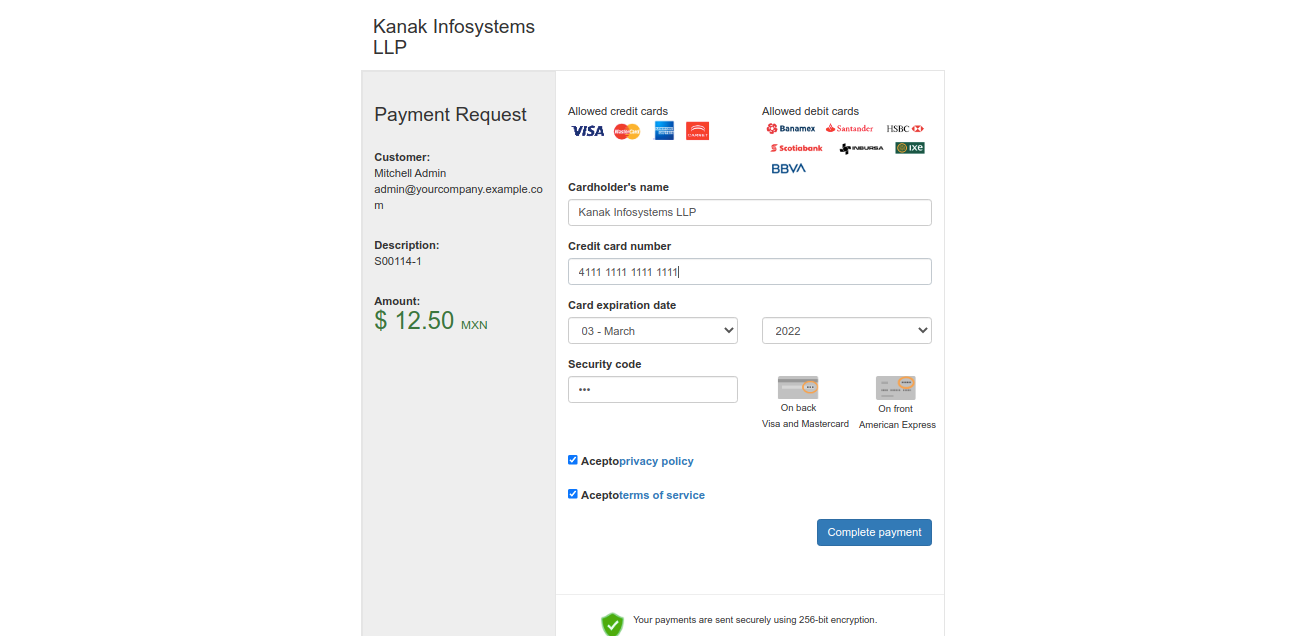 Kanak Infosystems
LLP
Payment Request
Customer:
Mitchell Admin
admin@yourcompany.example.co
m
Description:
S00114-1
Amount:
$ 12.50 MXN
Allowed credit cards
VISA MasterCard
CARNET
Allowed debit cards
Banamex Santander HSBC
Scotiabank INBURSA IXE
BBVA
Cardholder's name
Kanak Infosystems LLP
Credit card number
4111 1111 1111 1111
Card expiration date
03 - March 2022
Security code
•••
On back
Visa and Mastercard
On front
American Express
Aceptoprivacy policy
Aceptoterms of service
Complete payment
Your payments are sent securely using 256-bit encryption.